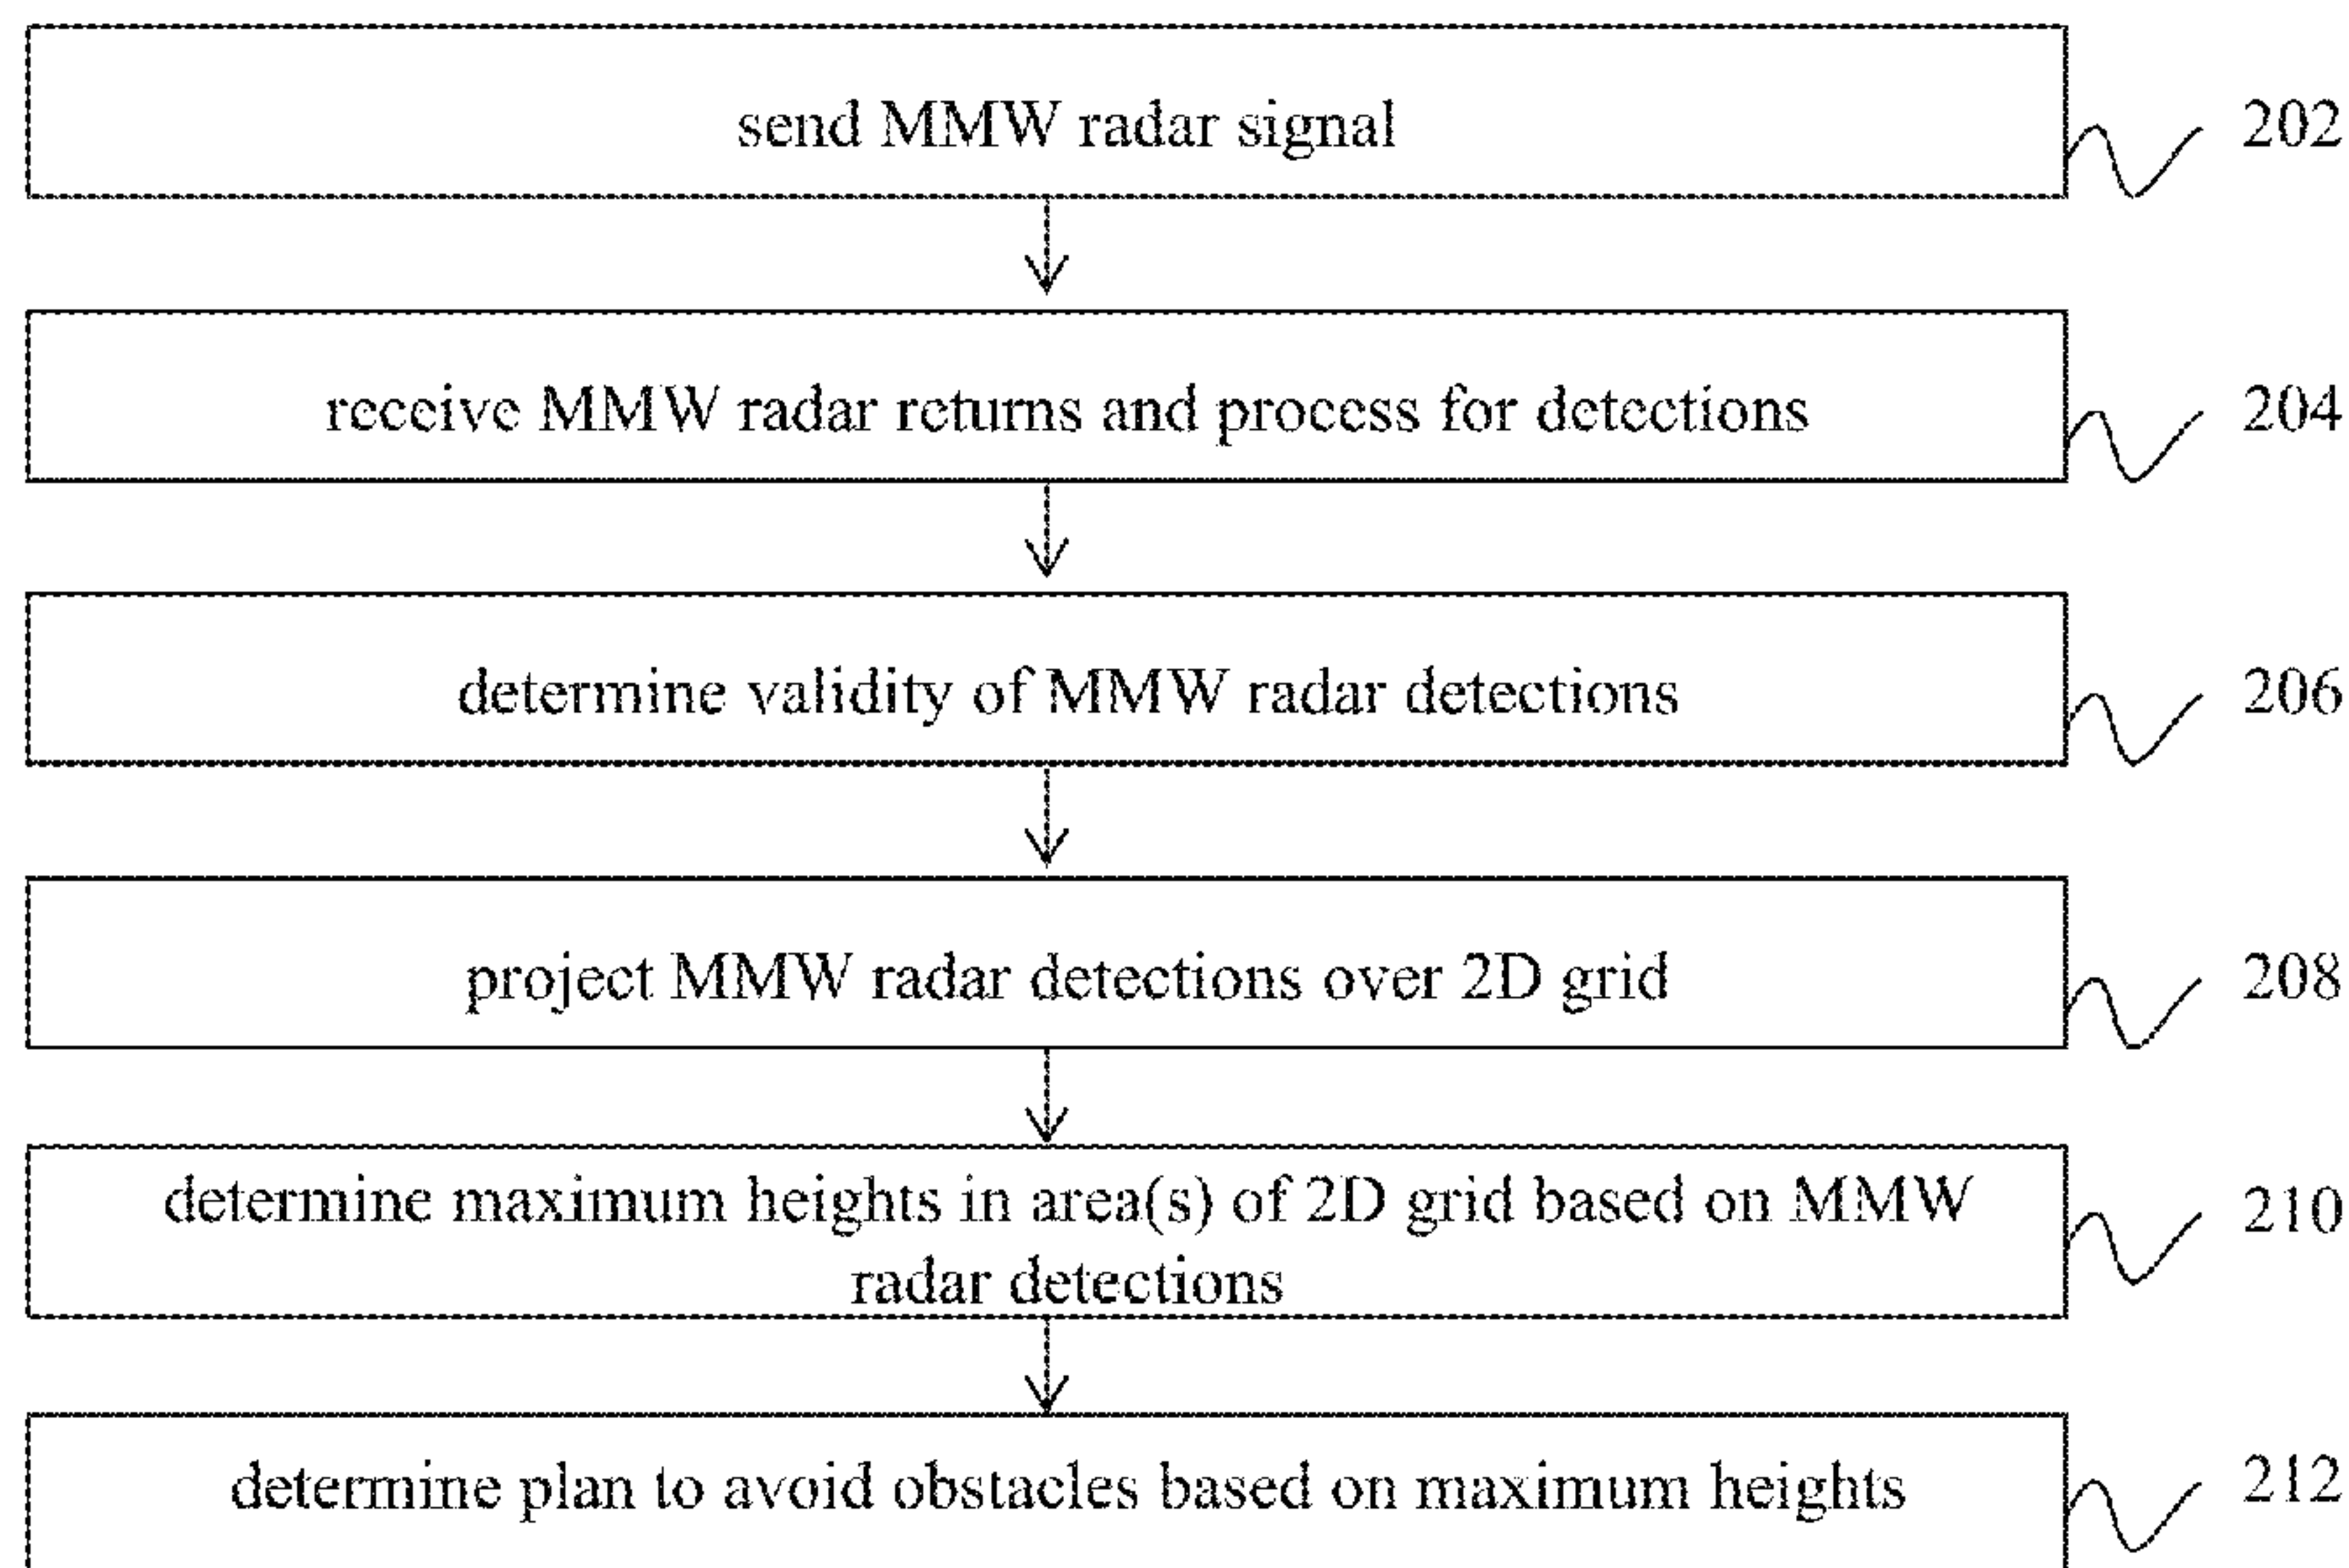 send MMW radar signal
202
receive MMW radar returns and process for detections
204
determine validity of MMW radar detections
206
project MMW radar detections over 2D grid
208
determine maximum heights in area(s) of 2D grid based on MMW
radar detections
210
determine plan to avoid obstacles based on maximum heights
212